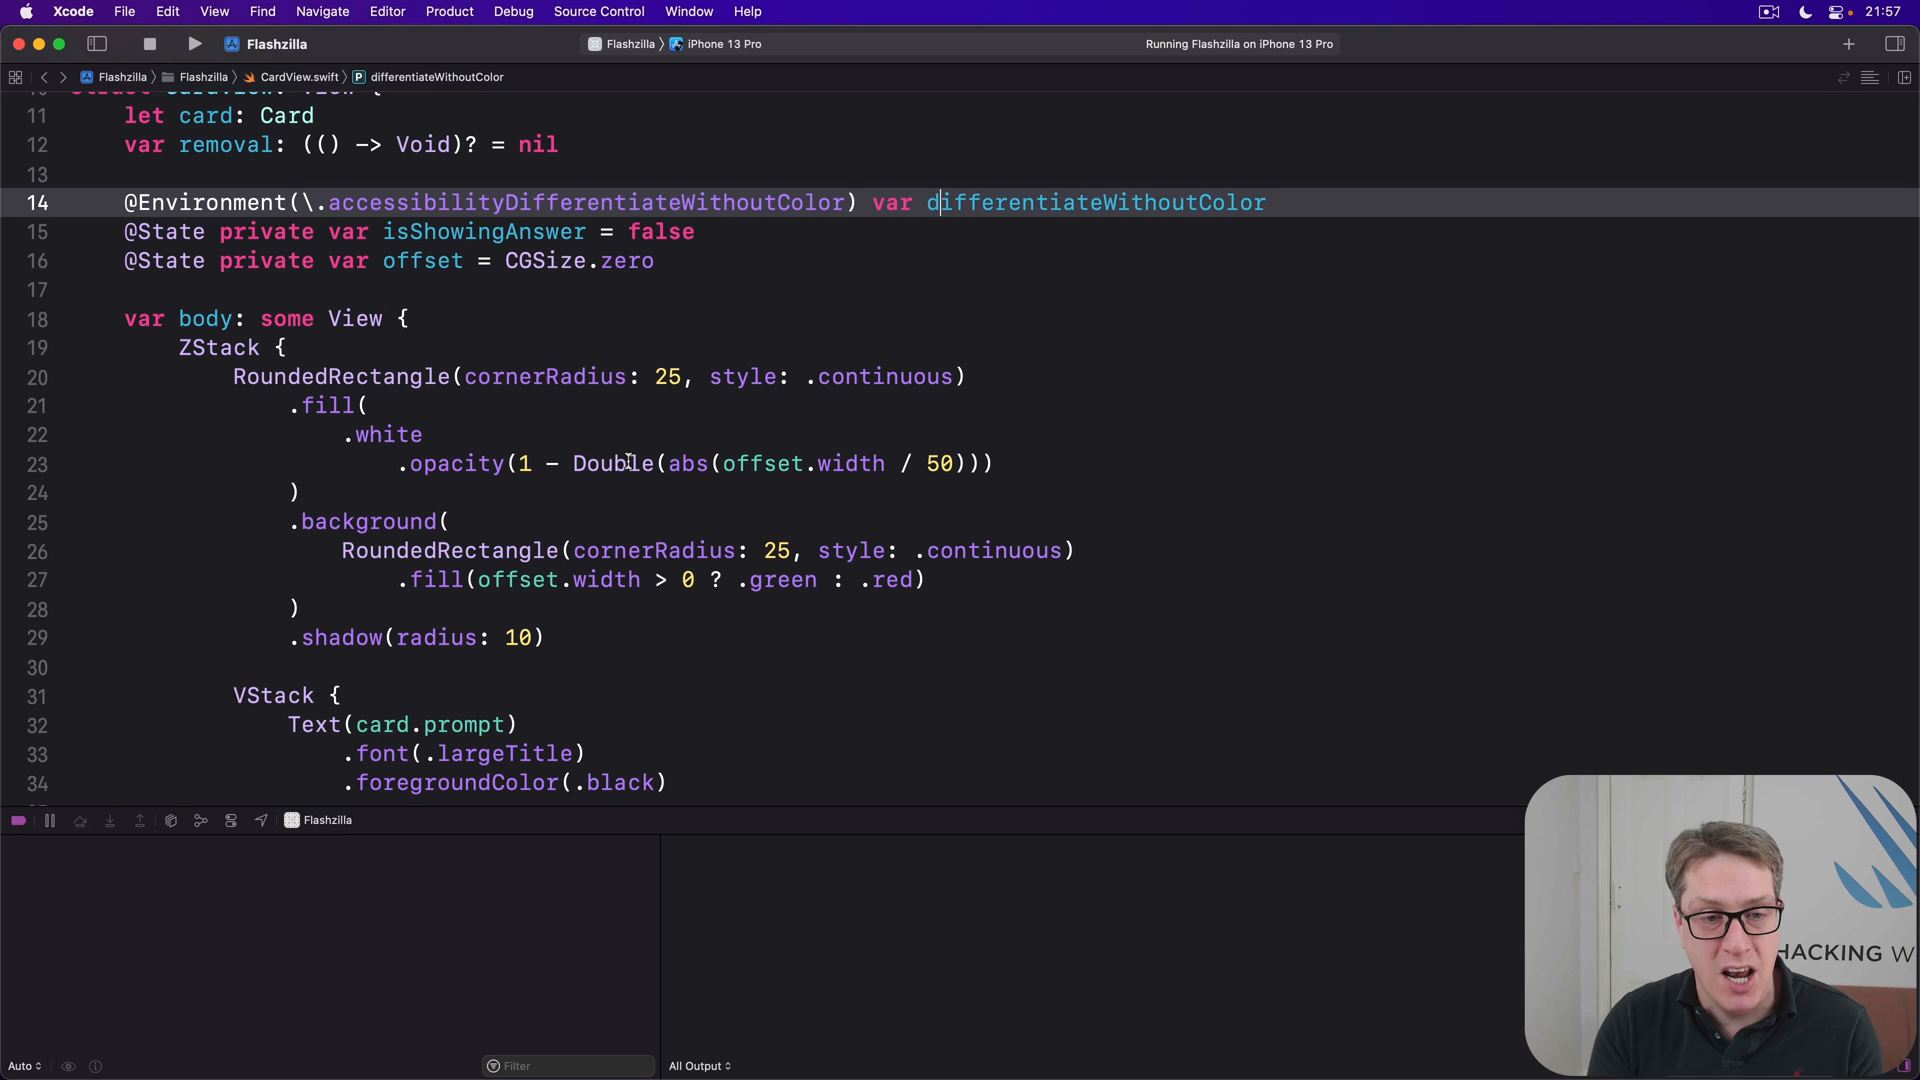 Xcode File Edit View Find Navigate Editor Product Debug Source Control Window Help 21:57
Flashzilla Flashzilla 〉 iPhone 13 Pro Running Flashzilla on iPhone 13 Pro
Flashzilla 〉 Flashzilla 〉 CardView.swift 〉 P differentiateWithoutColor
11 let card: Card
12 var removal: (() -> Void)? = nil
13
14 @Environment(\.accessibilityDifferentiateWithoutColor) var differentiateWithoutColor
15 @State private var isShowingAnswer = false
16 @State private var offset = CGSize.zero
17
18 var body: some View {
19 ZStack {
20 RoundedRectangle(cornerRadius: 25, style: .continuous)
21 .fill(
22 .white
23 .opacity(1 - Double(abs(offset.width / 50)))
24 )
25 .background(
26 RoundedRectangle(cornerRadius: 25, style: .continuous)
27 .fill(offset.width > 0 ? .green : .red)
28 )
29 .shadow(radius: 10)
30
31 VStack {
32 Text(card.prompt)
33 .font(.largeTitle)
34 .foregroundColor(.black)
Flashzilla
HACKING W
Auto Filter All Output